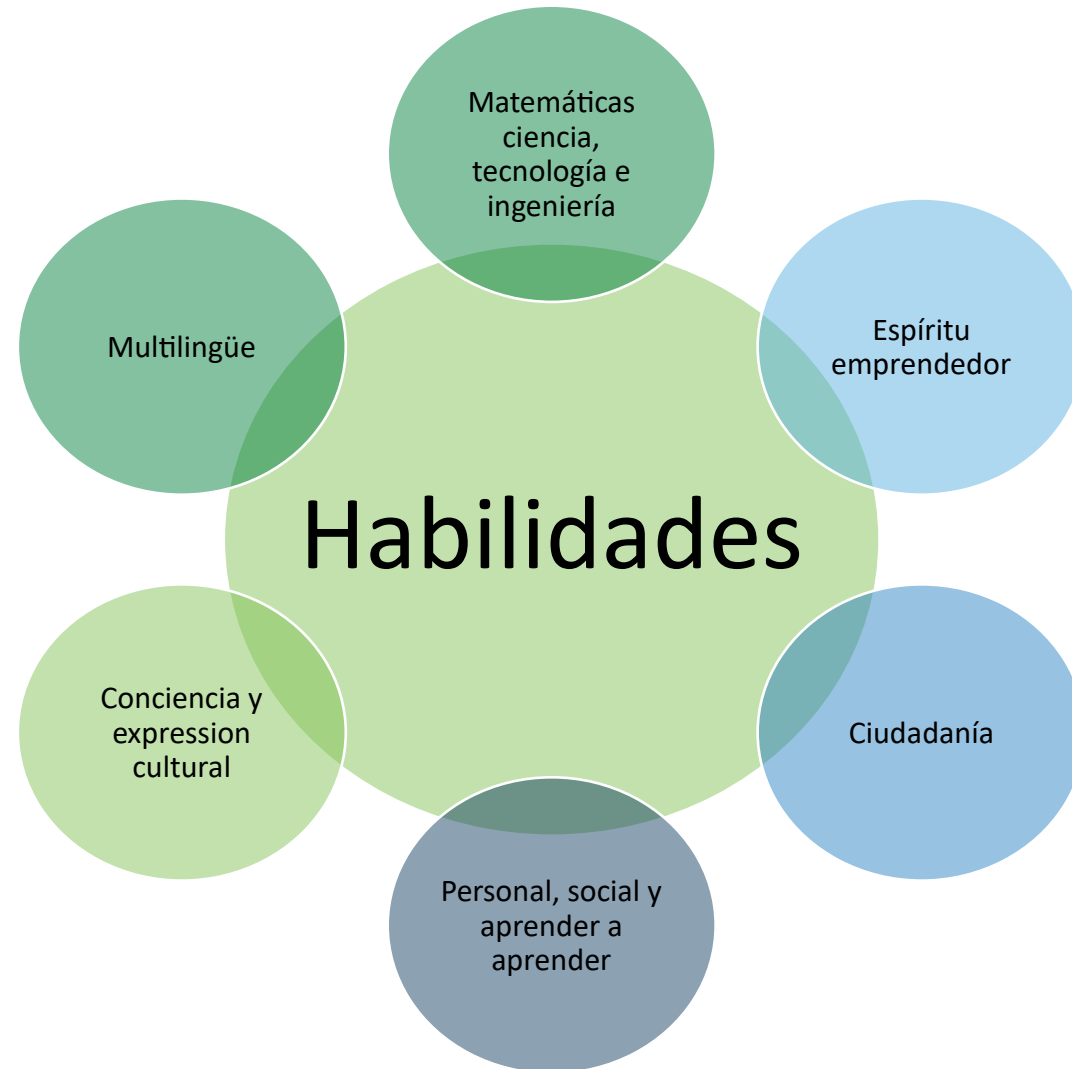 Matemáticas
ciencia,
tecnología e
ingeniería
Espíritu
emprendedor
Ciudadanía
Personal, social y
aprender a
aprender
Conciencia y
expression
cultural
Multilingüe
Habilidades